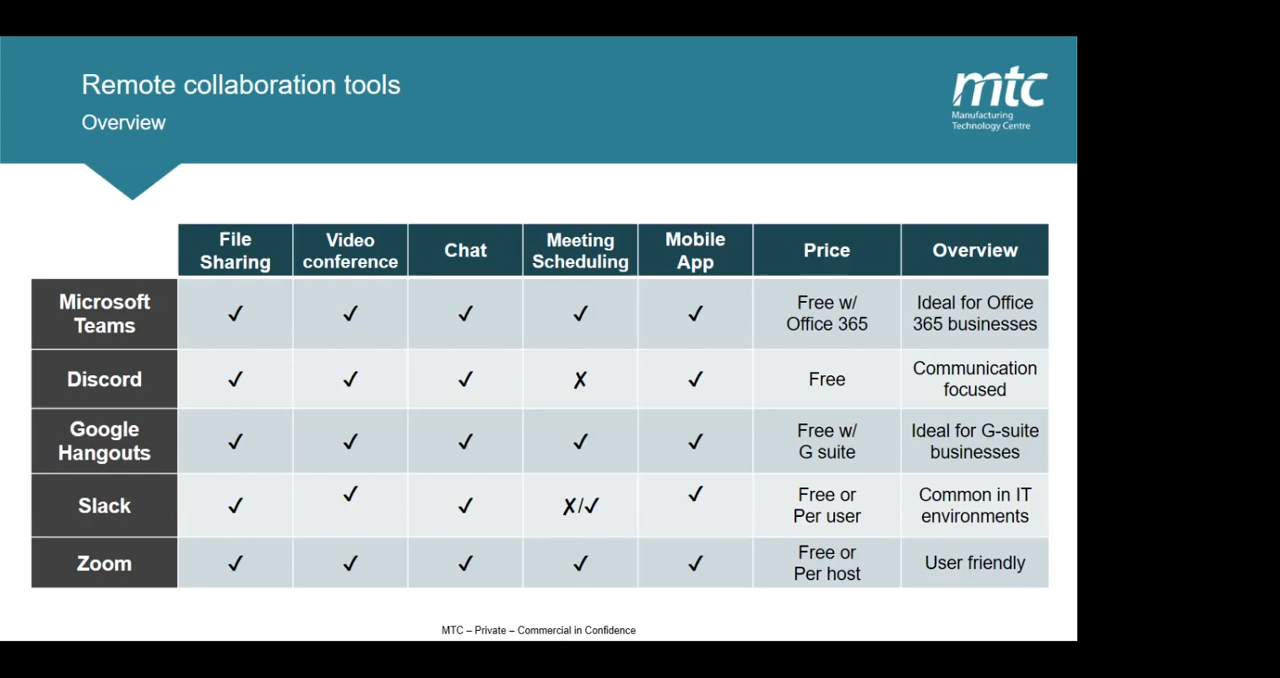 Remote collaboration tools
Overview
mtc
Manufacturing
Technology Centre
File
Sharing
Video
conference
Chat
Meeting
Scheduling
Mobile
App
Price
Overview
Microsoft
Teams
✓ ✓ ✓ ✓ ✓
Free w/
Office 365
Ideal for Office
365 businesses
Discord
✓ ✓ ✓ ✗ ✓
Free
Communication
focused
Google
Hangouts
✓ ✓ ✓ ✓ ✓
Free w/
G suite
Ideal for G-suite
businesses
Slack
✓ ✓ ✓ ✗/✓ ✓
Free or
Per user
Common in IT
environments
Zoom
✓ ✓ ✓ ✓ ✓
Free or
Per host
User friendly
MTC – Private – Commercial in Confidence